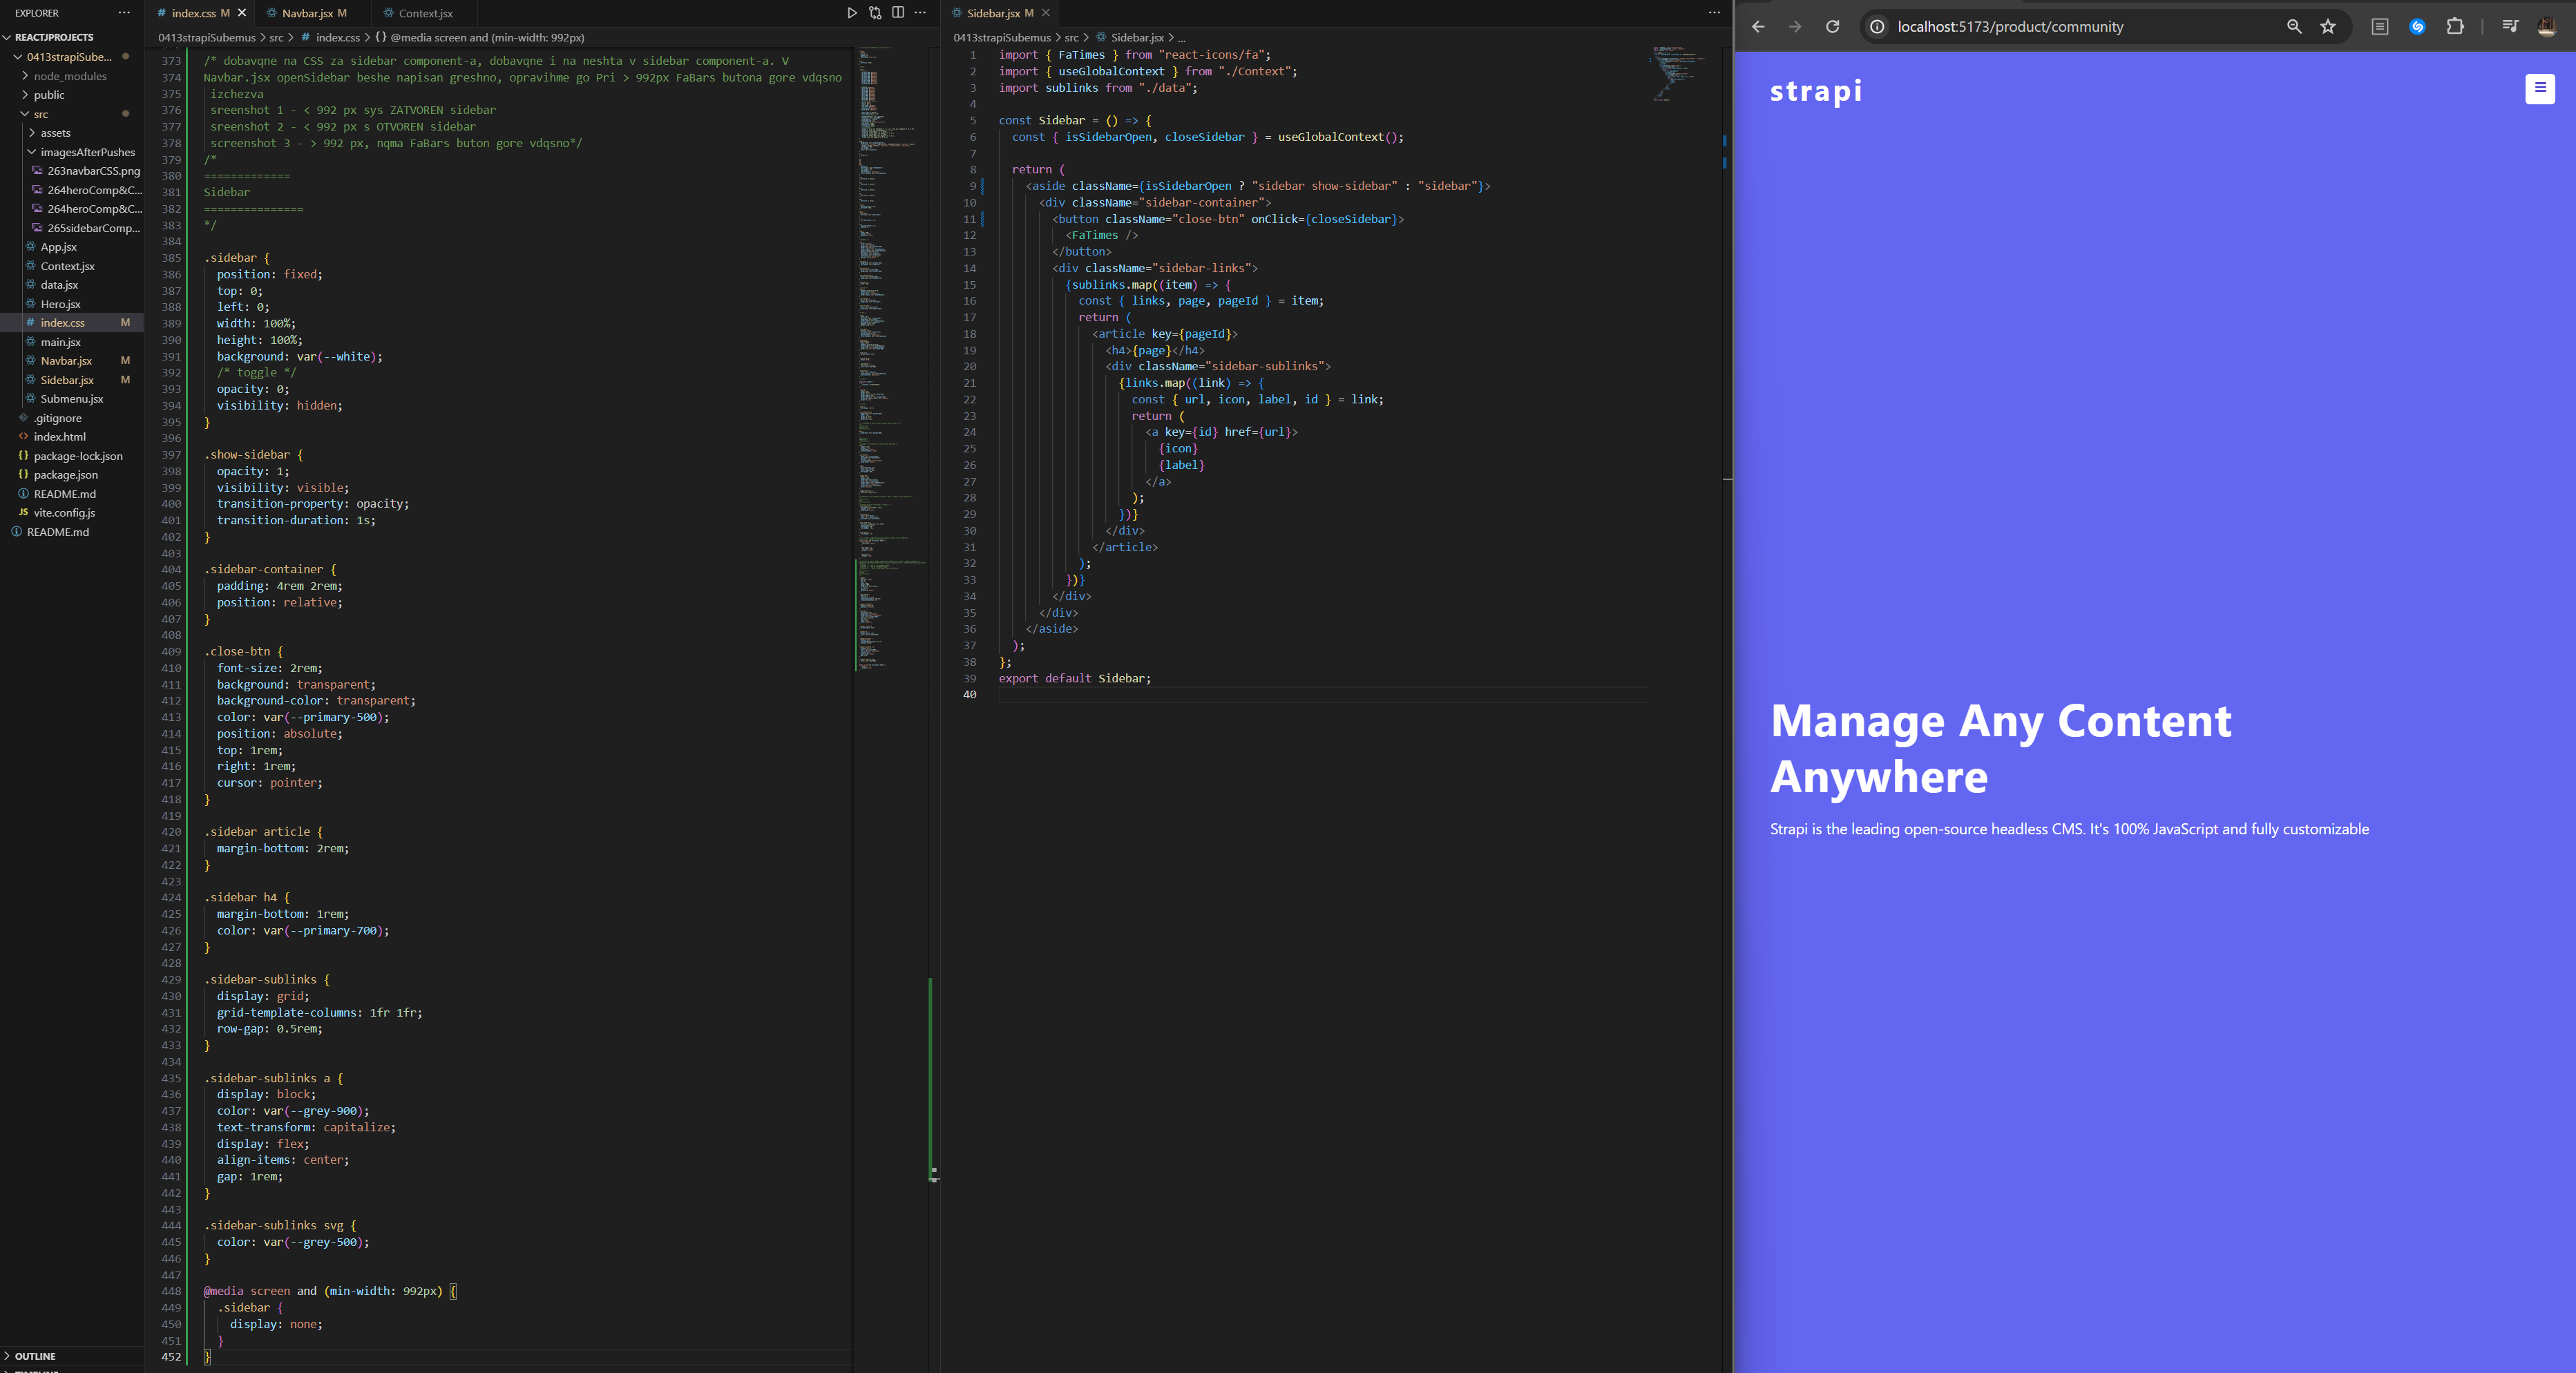 EXPLORER
REACTJPROJECTS
0413strapiSube...
node_modules
public
src
assets
imagesAfterPushes
263navbarCSS.png
264heroComp&C...
264heroComp&C...
265sidebarComp...
App.jsx
Context.jsx
data.jsx
Hero.jsx
index.css M
main.jsx
Navbar.jsx M
Sidebar.jsx M
Submenu.jsx
.gitignore
index.html
package-lock.json
package.json
README.md
vite.config.js
README.md
OUTLINE
index.css M
Navbar.jsx M
Context.jsx
0413strapiSubemus > src > # index.css > {} @media screen and (min-width: 992px)
373 /* dobavqne na CSS za sidebar component-a, dobavqne i na neshta v sidebar component-a. V
374 Navbar.jsx openSidebar beshe napisan greshno, opravihme go Pri > 992px FaBars butona gore vdqsno
375 izchezva
376 sreenshot 1 - < 992 px sys ZATVOREN sidebar
377 sreenshot 2 - < 992 px s OTVOREN sidebar
378 screenshot 3 - > 992 px, nqma FaBars buton gore vdqsno*/
379 /*
380 =============
381 Sidebar
382 ===============
383 */
384
385 .sidebar {
386 position: fixed;
387 top: 0;
388 left: 0;
389 width: 100%;
390 height: 100%;
391 background: var(--white);
392 /* toggle */
393 opacity: 0;
394 visibility: hidden;
395 }
396
397 .show-sidebar {
398 opacity: 1;
399 visibility: visible;
400 transition-property: opacity;
401 transition-duration: 1s;
402 }
403
404 .sidebar-container {
405 padding: 4rem 2rem;
406 position: relative;
407 }
408
409 .close-btn {
410 font-size: 2rem;
411 background: transparent;
412 background-color: transparent;
413 color: var(--primary-500);
414 position: absolute;
415 top: 1rem;
416 right: 1rem;
417 cursor: pointer;
418 }
419
420 .sidebar article {
421 margin-bottom: 2rem;
422 }
423
424 .sidebar h4 {
425 margin-bottom: 1rem;
426 color: var(--primary-700);
427 }
428
429 .sidebar-sublinks {
430 display: grid;
431 grid-template-columns: 1fr 1fr;
432 row-gap: 0.5rem;
433 }
434
435 .sidebar-sublinks a {
436 display: block;
437 color: var(--grey-900);
438 text-transform: capitalize;
439 display: flex;
440 align-items: center;
441 gap: 1rem;
442 }
443
444 .sidebar-sublinks svg {
445 color: var(--grey-500);
446 }
447
448 @media screen and (min-width: 992px) {
449 .sidebar {
450 display: none;
451 }
452 }
Sidebar.jsx M
0413strapiSubemus > src > Sidebar.jsx > ...
1 import { FaTimes } from "react-icons/fa";
2 import { useGlobalContext } from "./Context";
3 import sublinks from "./data";
4
5 const Sidebar = () => {
6 const { isSidebarOpen, closeSidebar } = useGlobalContext();
7
8 return (
9 <aside className={isSidebarOpen ? "sidebar show-sidebar" : "sidebar"}>
10 <div className="sidebar-container">
11 <button className="close-btn" onClick={closeSidebar}>
12 <FaTimes />
13 </button>
14 <div className="sidebar-links">
15 {sublinks.map((item) => {
16 const { links, page, pageId } = item;
17 return (
18 <article key={pageId}>
19 <h4>{page}</h4>
20 <div className="sidebar-sublinks">
21 {links.map((link) => {
22 const { url, icon, label, id } = link;
23 return (
24 <a key={id} href={url}>
25 {icon}
26 {label}
27 </a>
28 );
29 })}
30 </div>
31 </article>
32 );
33 })}
34 </div>
35 </div>
36 </aside>
37 );
38 };
39 export default Sidebar;
40
localhost:5173/product/community
strapi
Manage Any Content
Anywhere
Strapi is the leading open-source headless CMS. It's 100% JavaScript and fully customizable